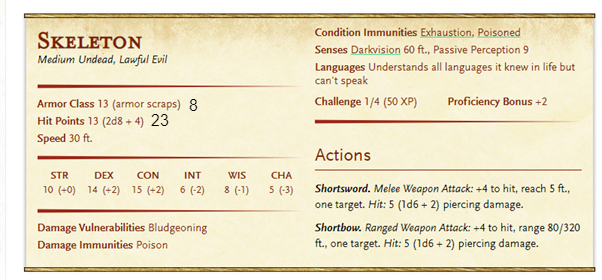 Skeleton
Medium Undead, Lawful Evil
Armor Class 13 (armor scraps) 8
Hit Points 13 (2d8 + 4) 23
Speed 30 ft.
STR DEX CON INT WIS CHA
10 (+0) 14 (+2) 15 (+2) 6 (-2) 8 (-1) 5 (-3)
Damage Vulnerabilities Bludgeoning
Damage Immunities Poison
Condition Immunities Exhaustion, Poisoned
Senses Darkvision 60 ft., Passive Perception 9
Languages Understands all languages it knew in life but
can't speak
Challenge 1/4 (50 XP) Proficiency Bonus +2
Actions
Shortsword. Melee Weapon Attack: +4 to hit, reach 5 ft.,
one target. Hit: 5 (1d6 + 2) piercing damage.
Shortbow. Ranged Weapon Attack: +4 to hit, range 80/320
ft., one target. Hit: 5 (1d6 + 2) piercing damage.